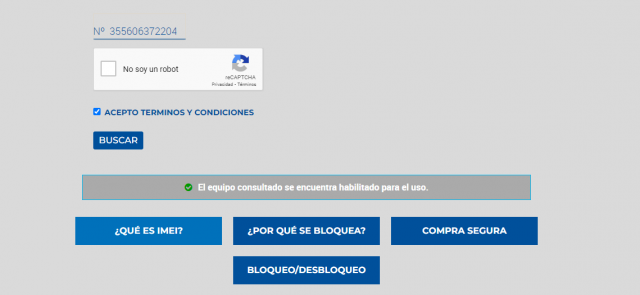 Nº 355606372204
No soy un robot
reCAPTCHA
Privacidad - Términos
ACEPTO TERMINOS Y CONDICIONES
BUSCAR
El equipo consultado se encuentra habilitado para el uso.
¿QUÉ ES IMEI?
¿POR QUÉ SE BLOQUEA?
COMPRA SEGURA
BLOQUEO/DESBLOQUEO